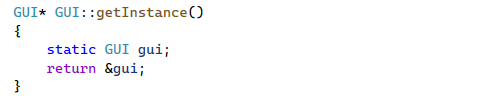 GUI* GUI::getInstance()
{
    static GUI gui;
    return &gui;
}